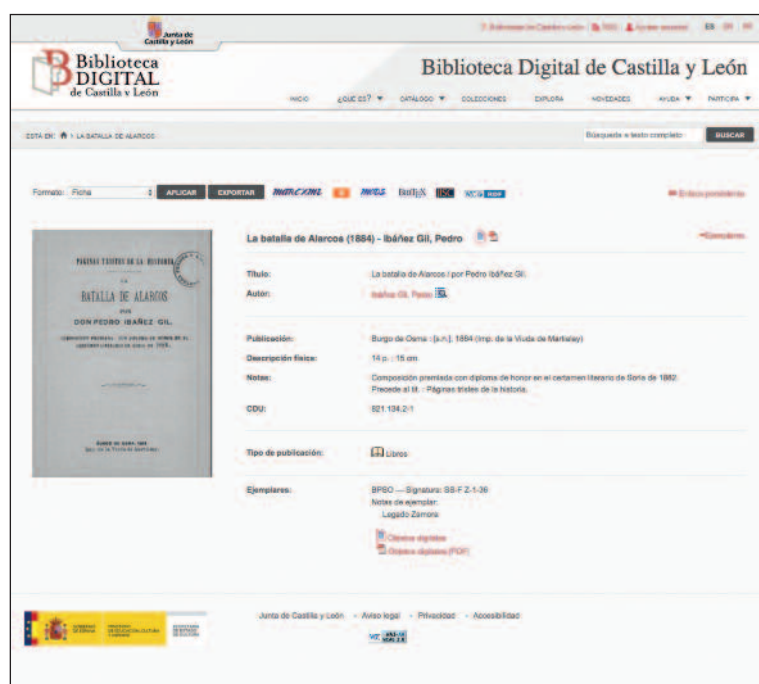 Junta de
Castilla y León
ES
Biblioteca
DIGITAL
de Castilla y León
Biblioteca Digital de Castilla y León
INICIO ¿QUÉ ES? CATÁLOGO COLECCIONES EXPLORA NOVEDADES AYUDA PARTICIPA
ESTÁ EN: LA BATALLA DE ALARCOS
Búsqueda a texto completo BUSCAR
Formato: Ficha APLICAR EXPORTAR MARCXML mets BibTeX
La batalla de Alarcos (1884) - Ibáñez Gil, Pedro
PÁGINAS TRISTES DE LA HISTORIA
LA
BATALLA DE ALARCOS
POR
DON PEDRO IBAÑEZ GIL.
Título: La batalla de Alarcos / por Pedro Ibáñez Gil.
Autor: Ibáñez Gil, Pedro
Publicación: Burgo de Osma : [s.n.], 1884 (Imp. de la Viuda de Martialay)
Descripción física: 14 p. ; 15 cm
Notas: Composición premiada con diploma de honor en el certamen literario de Soria de 1882.
Precede al tít. : Páginas tristes de la historia.
CDU: 821.134.2-1
Tipo de publicación: Libros
Ejemplares: BPSO — Signatura: SS-F Z-1-36
Notas de ejemplar:
Legado Zamora
Objetos digitales
Objetos digitales [PDF]
Junta de Castilla y León - Aviso legal - Privacidad - Accesibilidad